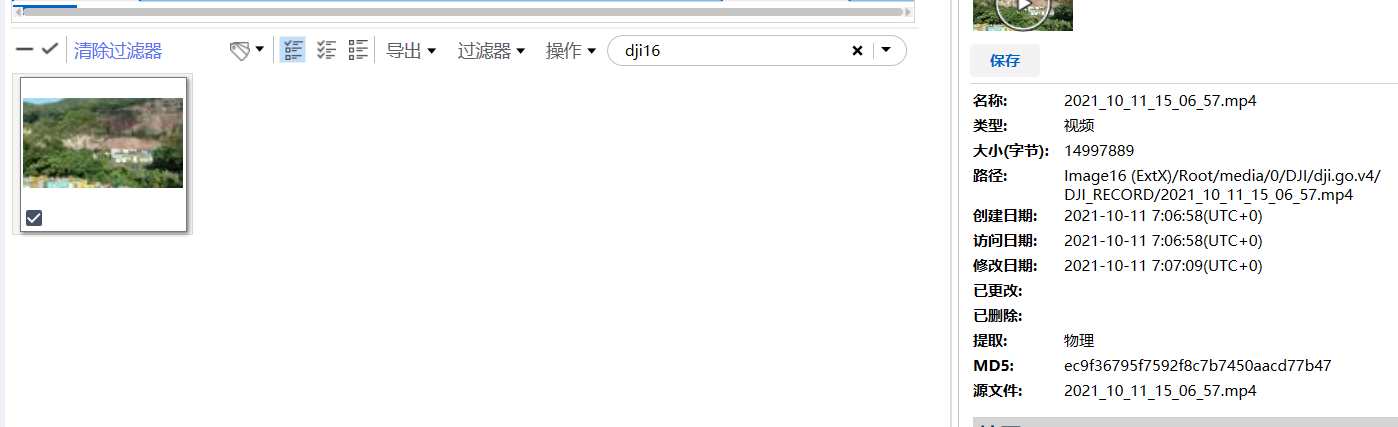 保存
清除过滤器
导出
过滤器
操作
dji16
名称: 2021_10_11_15_06_57.mp4
类型: 视频
大小(字节): 14997889
路径: Image16 (ExtX)/Root/media/0/DJI/dji.go.v4/
DJI_RECORD/2021_10_11_15_06_57.mp4
创建日期: 2021-10-11 7:06:58(UTC+0)
访问日期: 2021-10-11 7:06:58(UTC+0)
修改日期: 2021-10-11 7:07:09(UTC+0)
已更改:
已删除:
提取: 物理
MD5: ec9f36795f7592f8c7b7450aacd77b47
源文件: 2021_10_11_15_06_57.mp4